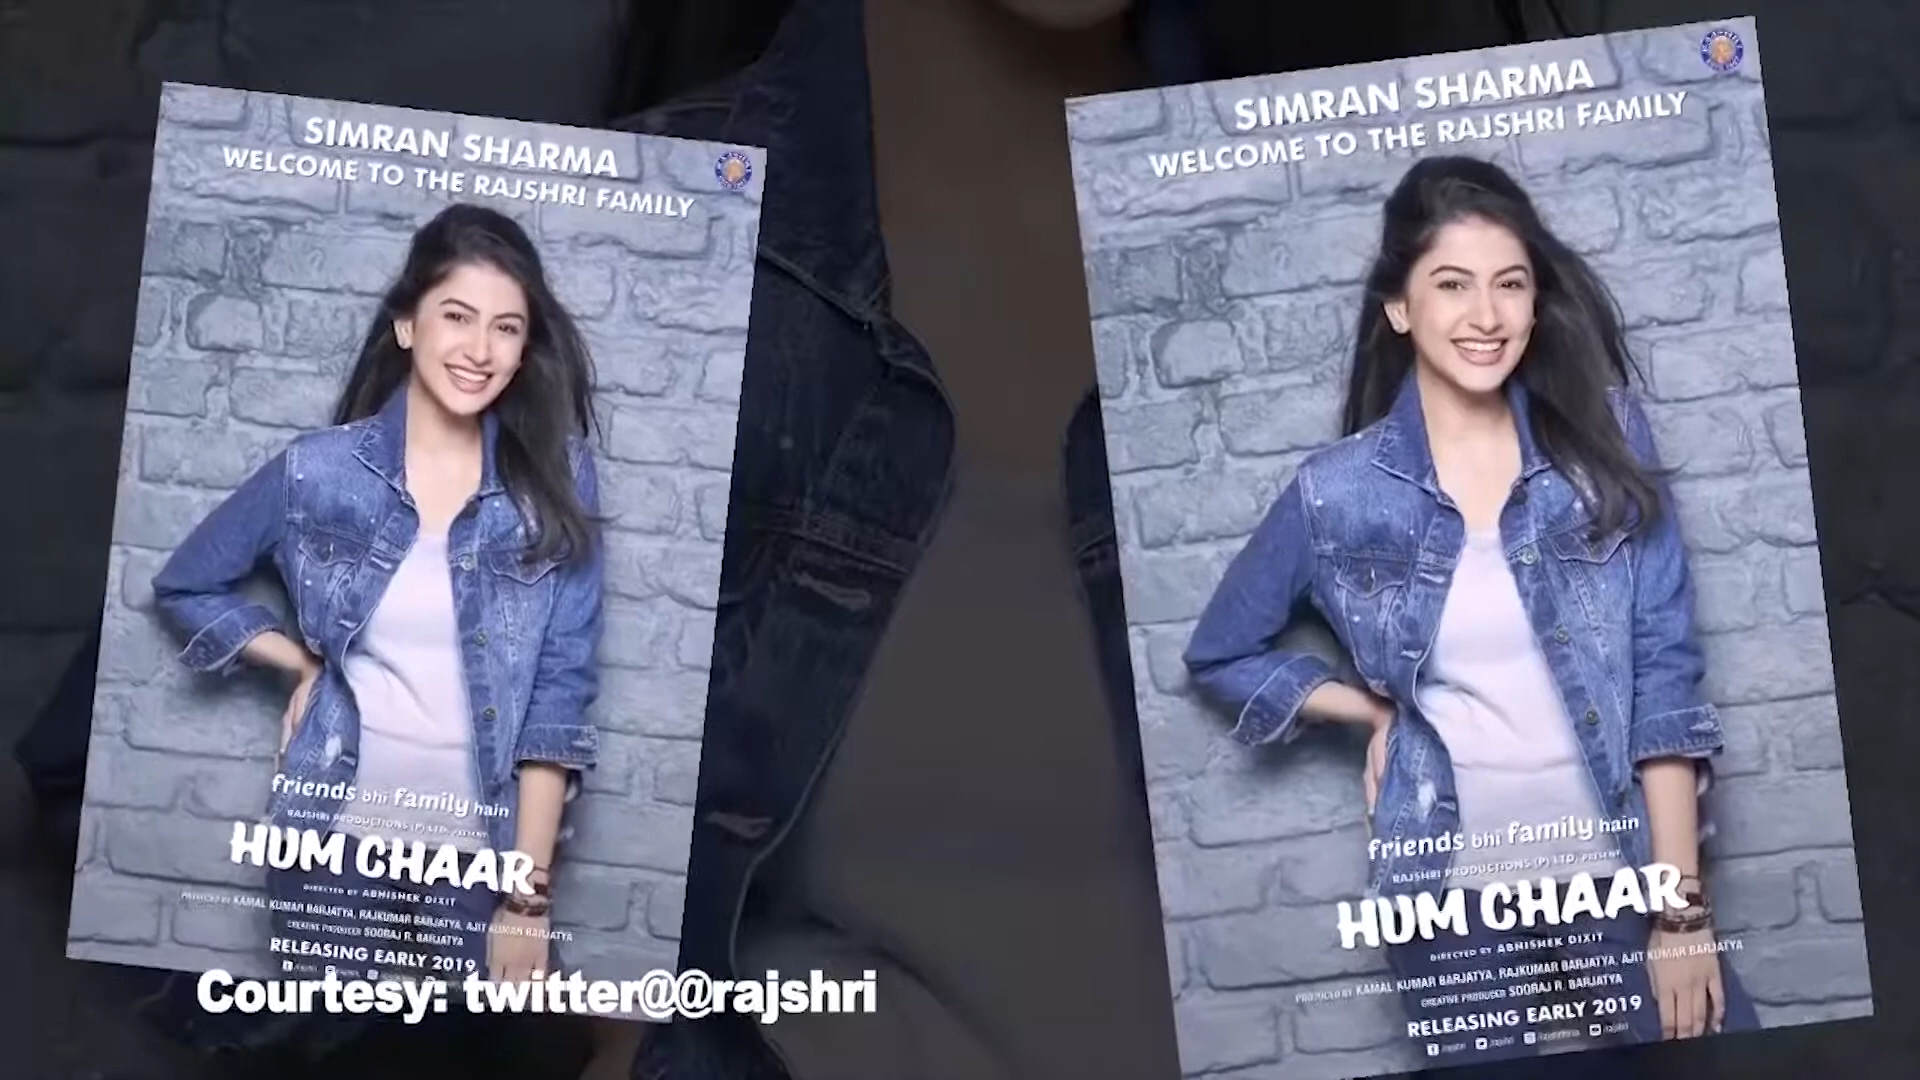 SIMRAN SHARMA
WELCOME TO THE RAJSHRI FAMILY
friends bhi family hain
RAJSHRI PRODUCTIONS (P) LTD. PRESENT
HUM CHAAR
DIRECTED BY ABHISHEK DIXIT
PRODUCED BY KAMAL KUMAR BARJATYA, RAJKUMAR BARJATYA, AJIT KUMAR BARJATYA
CREATIVE PRODUCER SOORAJ R. BARJATYA
RELEASING EARLY 2019
Courtesy: twitter@@rajshri
SIMRAN SHARMA
WELCOME TO THE RAJSHRI FAMILY
friends bhi family hain
RAJSHRI PRODUCTIONS (P) LTD. PRESENT
HUM CHAAR
DIRECTED BY ABHISHEK DIXIT
PRODUCED BY KAMAL KUMAR BARJATYA, RAJKUMAR BARJATYA, AJIT KUMAR BARJATYA
CREATIVE PRODUCER SOORAJ R. BARJATYA
RELEASING EARLY 2019